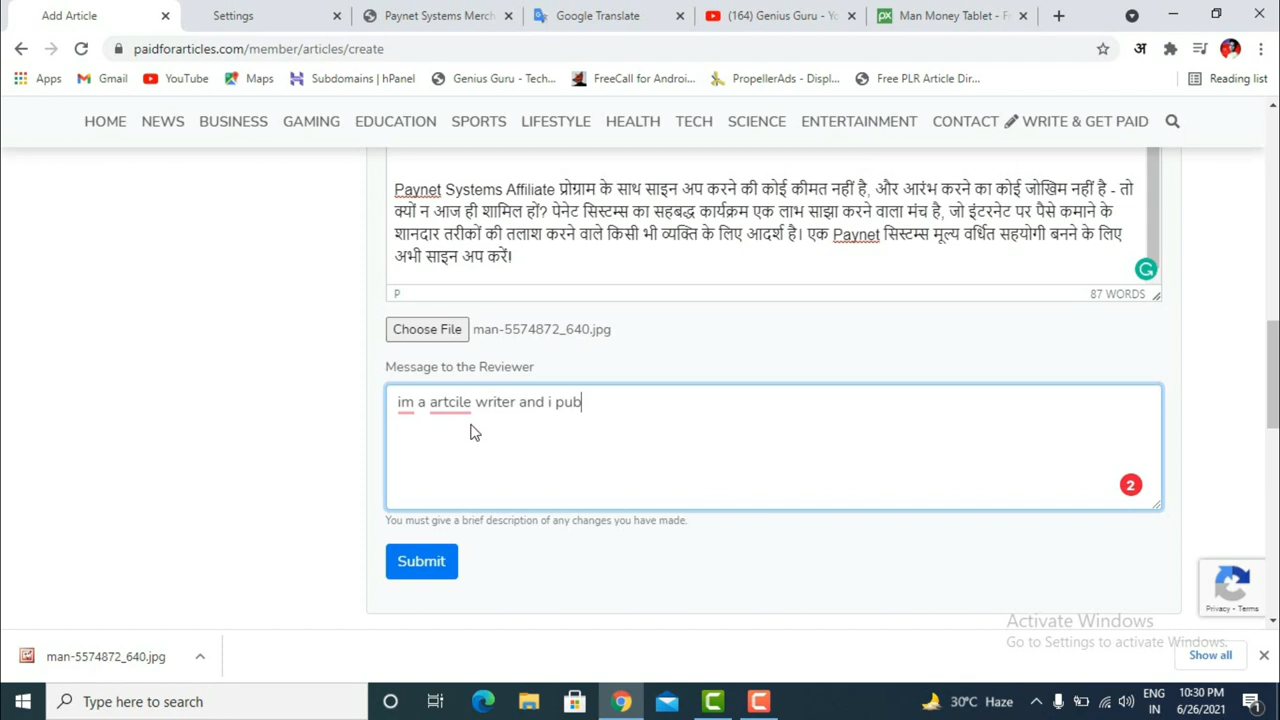 Add Article
Settings
Paynet Systems Merch
Google Translate
(164) Genius Guru - Yo
Man Money Tablet - Fr
paidforarticles.com/member/articles/create
अ
Apps
Gmail
YouTube
Maps
Subdomains | hPanel
Genius Guru - Tech...
FreeCall for Androi...
PropellerAds - Displ...
Free PLR Article Dir...
Reading list
HOME NEWS BUSINESS GAMING EDUCATION SPORTS LIFESTYLE HEALTH TECH SCIENCE ENTERTAINMENT CONTACT WRITE & GET PAID
Paynet Systems Affiliate प्रोग्राम के साथ साइन अप करने की कोई कीमत नहीं है, और आरंभ करने का कोई जोखिम नहीं है - तो
क्यों न आज ही शामिल हों? पेनेट सिस्टम्स का सहबद्ध कार्यक्रम एक लाभ साझा करने वाला मंच है, जो इंटरनेट पर पैसे कमाने के
शानदार तरीकों की तलाश करने वाले किसी भी व्यक्ति के लिए आदर्श है। एक Paynet सिस्टम्स मूल्य वर्धित सहयोगी बनने के लिए
अभी साइन अप करें!
P
87 WORDS
Choose File man-5574872_640.jpg
Message to the Reviewer
im a artcile writer and i pub
2
You must give a brief description of any changes you have made.
Submit
Privacy - Terms
Activate Windows
Go to Settings to activate Windows.
man-5574872_640.jpg
Show all
Type here to search
30°C Haze
ENG
IN
10:30 PM
6/26/2021
1